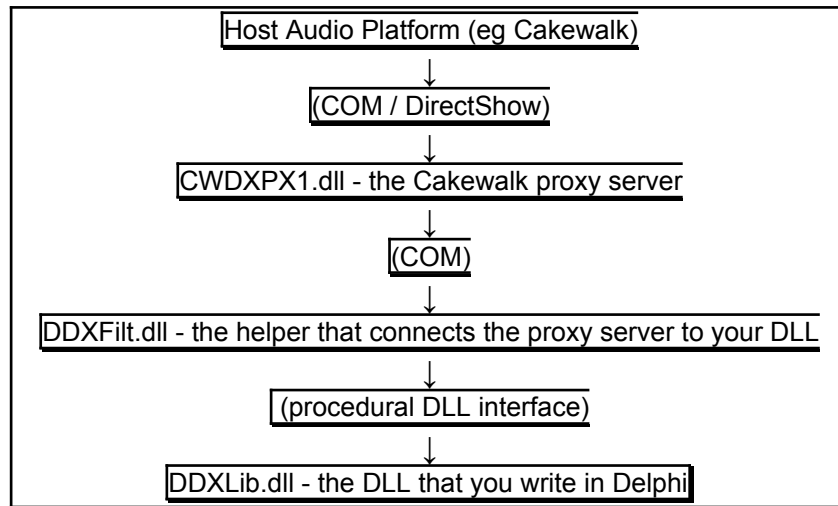 Host Audio Platform (eg Cakewalk)
↓
(COM / DirectShow)
↓
CWDXPX1.dll - the Cakewalk proxy server
↓
(COM)
↓
DDXFilt.dll - the helper that connects the proxy server to your DLL
↓
(procedural DLL interface)
↓
DDXLib.dll - the DLL that you write in Delphi